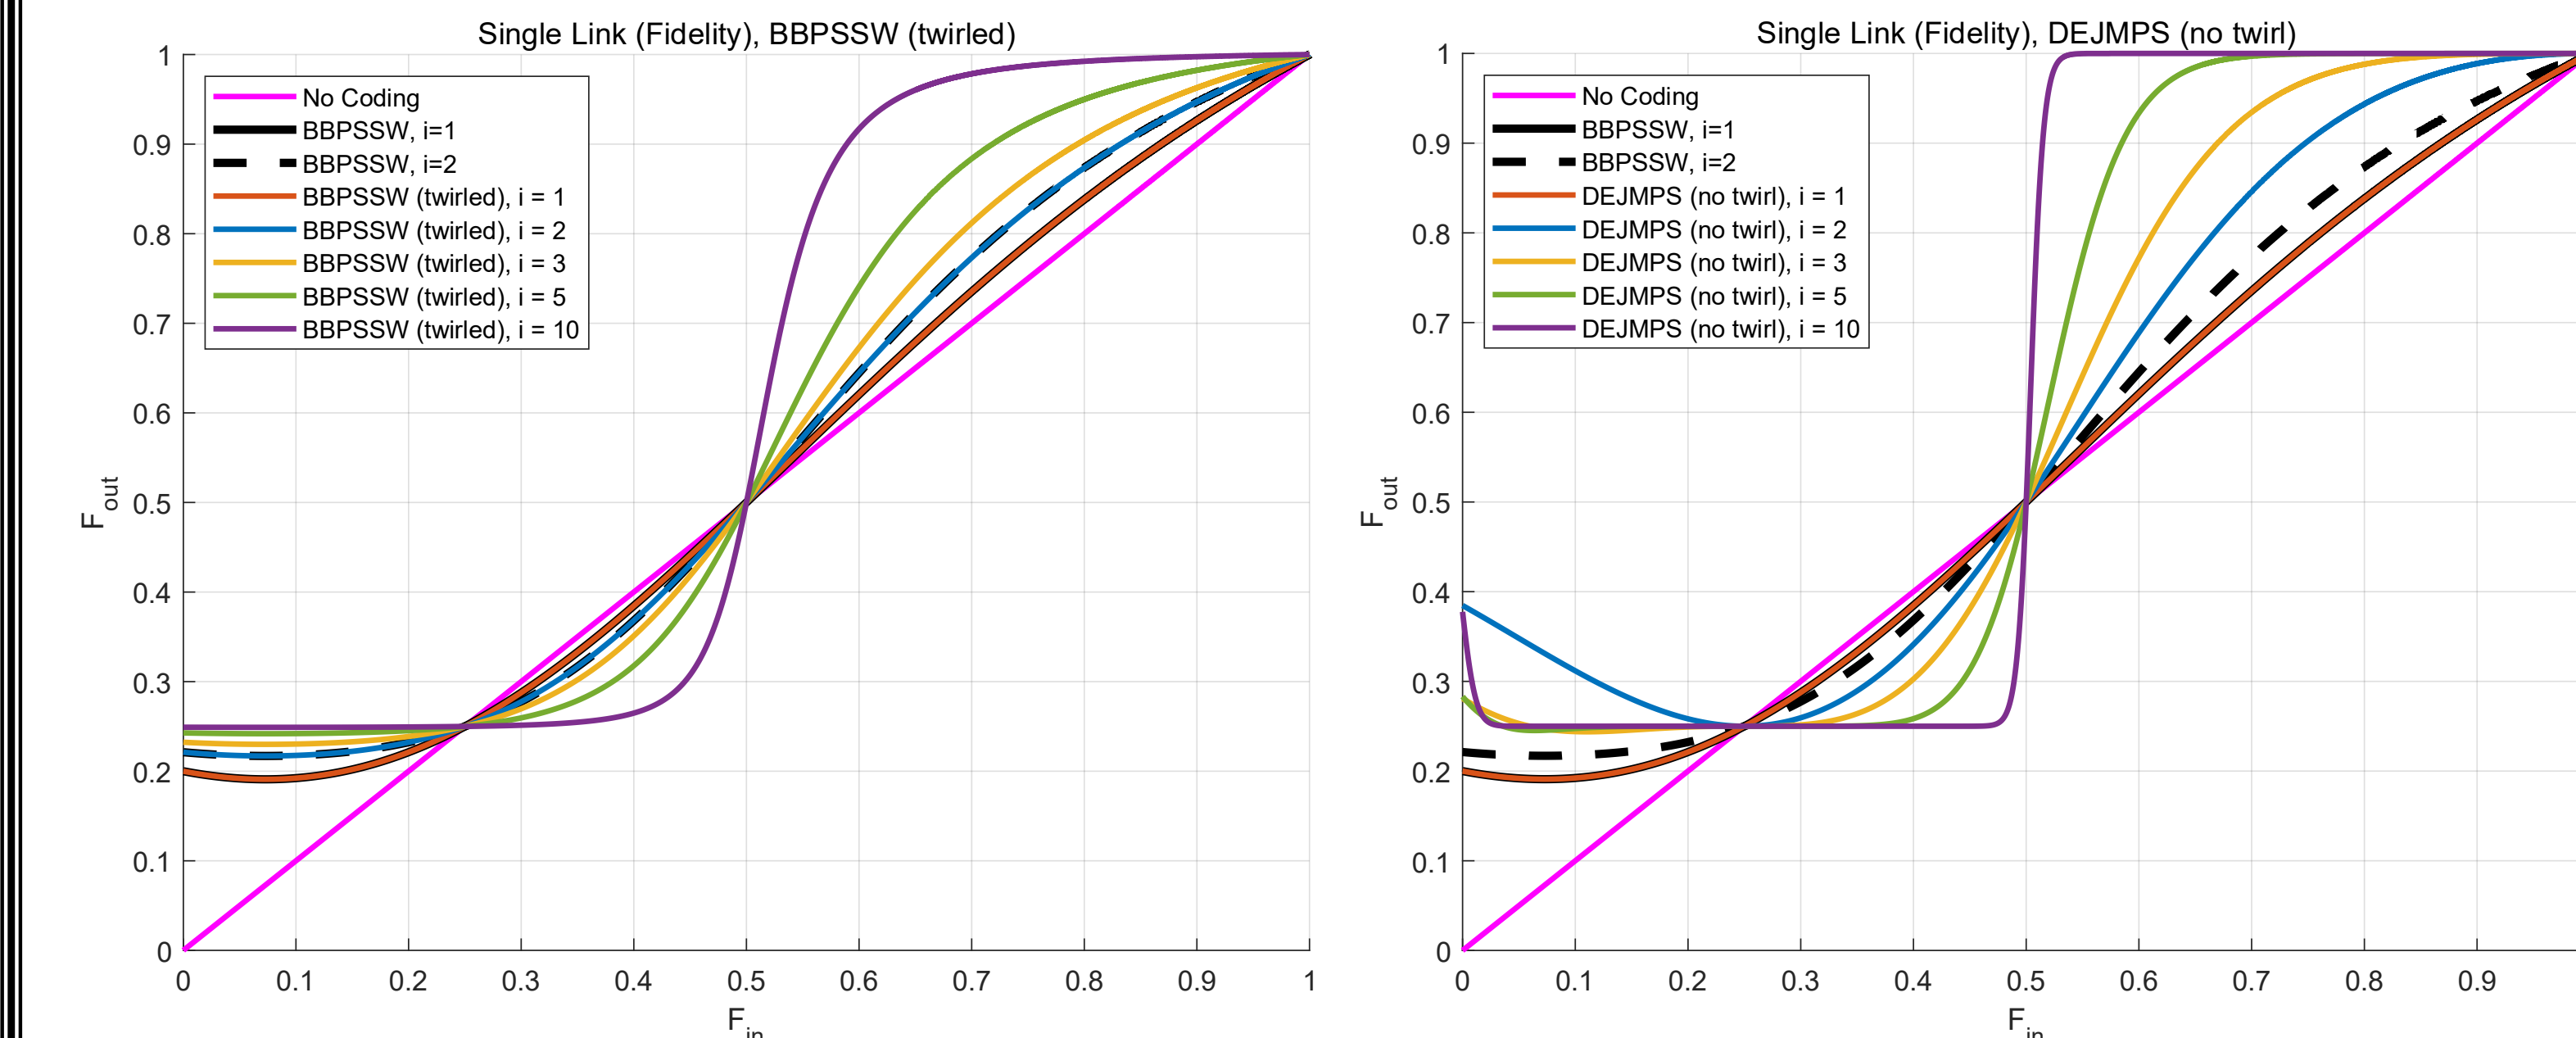 Single Link (Fidelity), BBPSSW (twirled)
1
0.9
0.8
0.7
0.6
0.5
0.4
0.3
0.2
0.1
0
F_out
No Coding
BBPSSW, i=1
BBPSSW, i=2
BBPSSW (twirled), i = 1
BBPSSW (twirled), i = 2
BBPSSW (twirled), i = 3
BBPSSW (twirled), i = 5
BBPSSW (twirled), i = 10
0 0.1 0.2 0.3 0.4 0.5 0.6 0.7 0.8 0.9 1
F_in
Single Link (Fidelity), DEJMPS (no twirl)
1
0.9
0.8
0.7
0.6
0.5
0.4
0.3
0.2
0.1
0
F_out
No Coding
BBPSSW, i=1
BBPSSW, i=2
DEJMPS (no twirl), i = 1
DEJMPS (no twirl), i = 2
DEJMPS (no twirl), i = 3
DEJMPS (no twirl), i = 5
DEJMPS (no twirl), i = 10
0 0.1 0.2 0.3 0.4 0.5 0.6 0.7 0.8 0.9
F_in